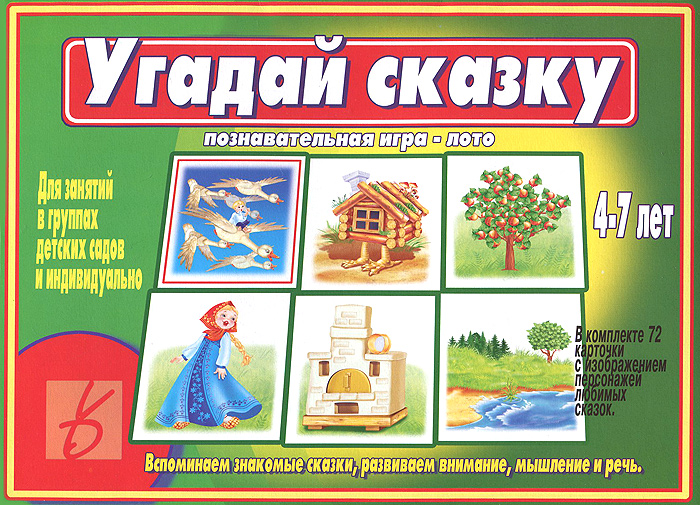 Угадай сказку
познавательная игра - лото
Для занятий
в группах
детских садов
и индивидуально
4-7 лет
В комплекте 72
карточки
с изображением
персонажей
любимых
сказок.
Вспоминаем знакомые сказки, развиваем внимание, мышление и речь.